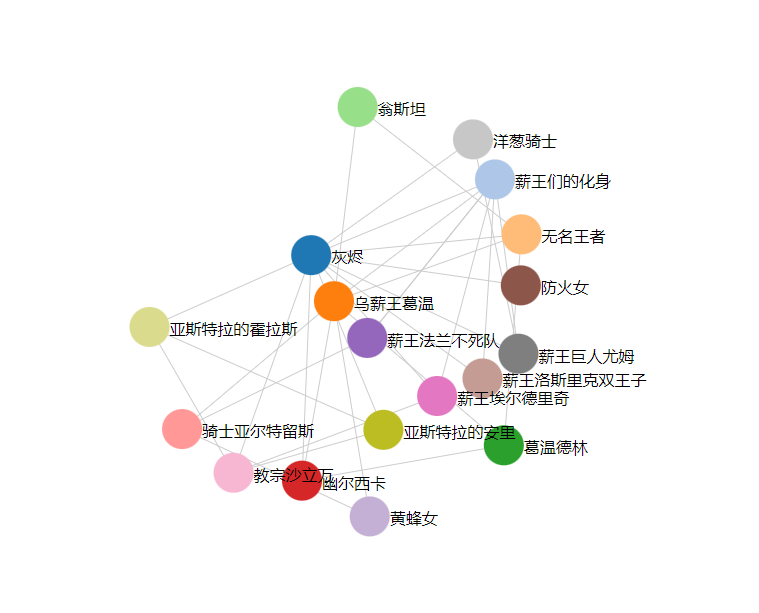 翁斯坦
洋葱骑士
薪王们的化身
无名王者
灰烬
防火女
乌薪王葛温
亚斯特拉的霍拉斯
薪王法兰不死队
薪王巨人尤姆
薪王洛斯里克双王子
薪王埃尔德里奇
骑士亚尔特留斯
亚斯特拉的安里
葛温德林
教宗沙立万
幽尔西卡
黄蜂女